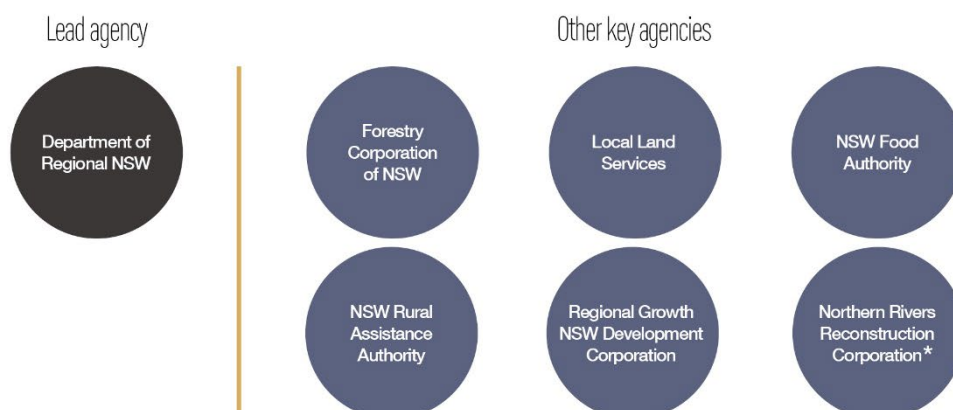 Lead agency
Other key agencies
Department of
Regional NSW
Forestry
Corporation
of NSW
Local Land
Services
NSW Food
Authority
NSW Rural
Assistance
Authority
Regional Growth
NSW Development
Corporation
Northern Rivers
Reconstruction
Corporation*